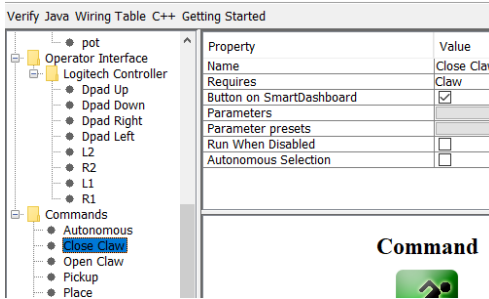 Verify Java Wiring Table C++ Getting Started
pot
Operator Interface
Logitech Controller
Dpad Up
Dpad Down
Dpad Right
Dpad Left
L2
R2
L1
R1
Commands
Autonomous
Close Claw
Open Claw
Pickup
Place
Property Value
Name Close Claw
Requires Claw
Button on SmartDashboard
Parameters
Parameter presets
Run When Disabled
Autonomous Selection
Command